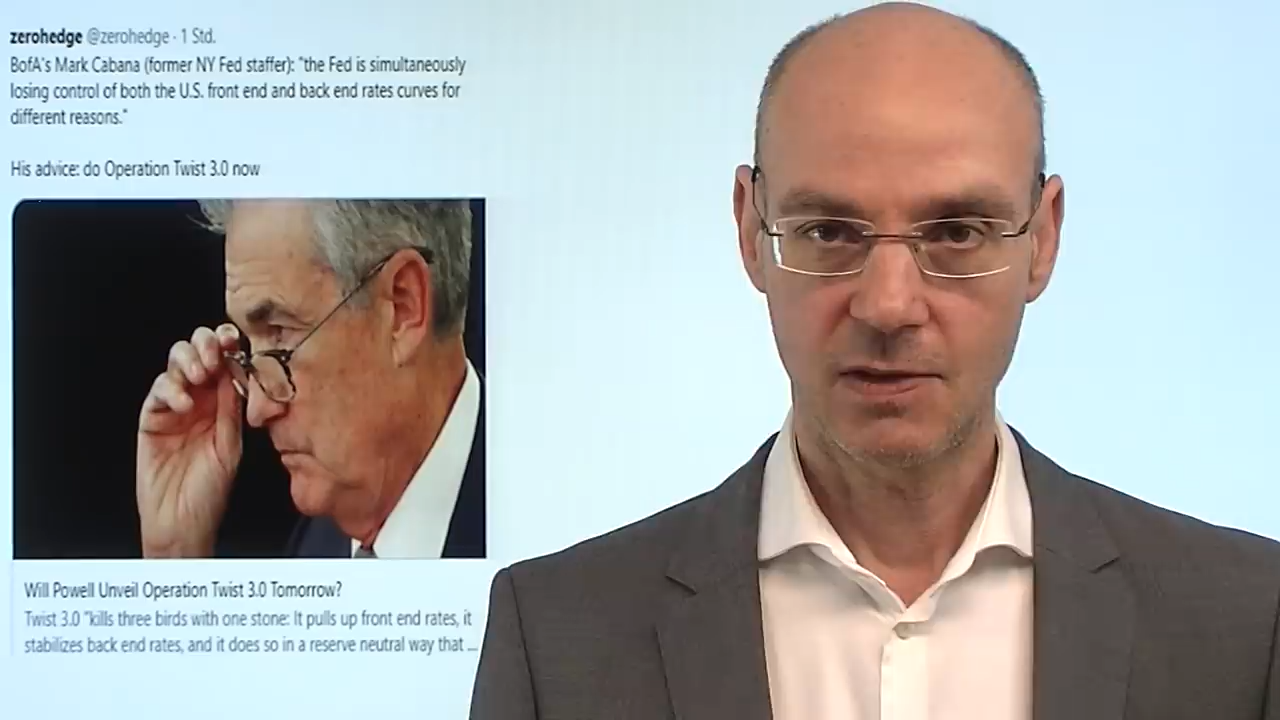 zerohedge @zerohedge · 1 Std.
BofA's Mark Cabana (former NY Fed staffer): "the Fed is simultaneously
losing control of both the U.S. front end and back end rates curves for
different reasons."
His advice: do Operation Twist 3.0 now
Will Powell Unveil Operation Twist 3.0 Tomorrow?
Twist 3.0 "kills three birds with one stone: It pulls up front end rates, it
stabilizes back end rates, and it does so in a reserve neutral way that ...